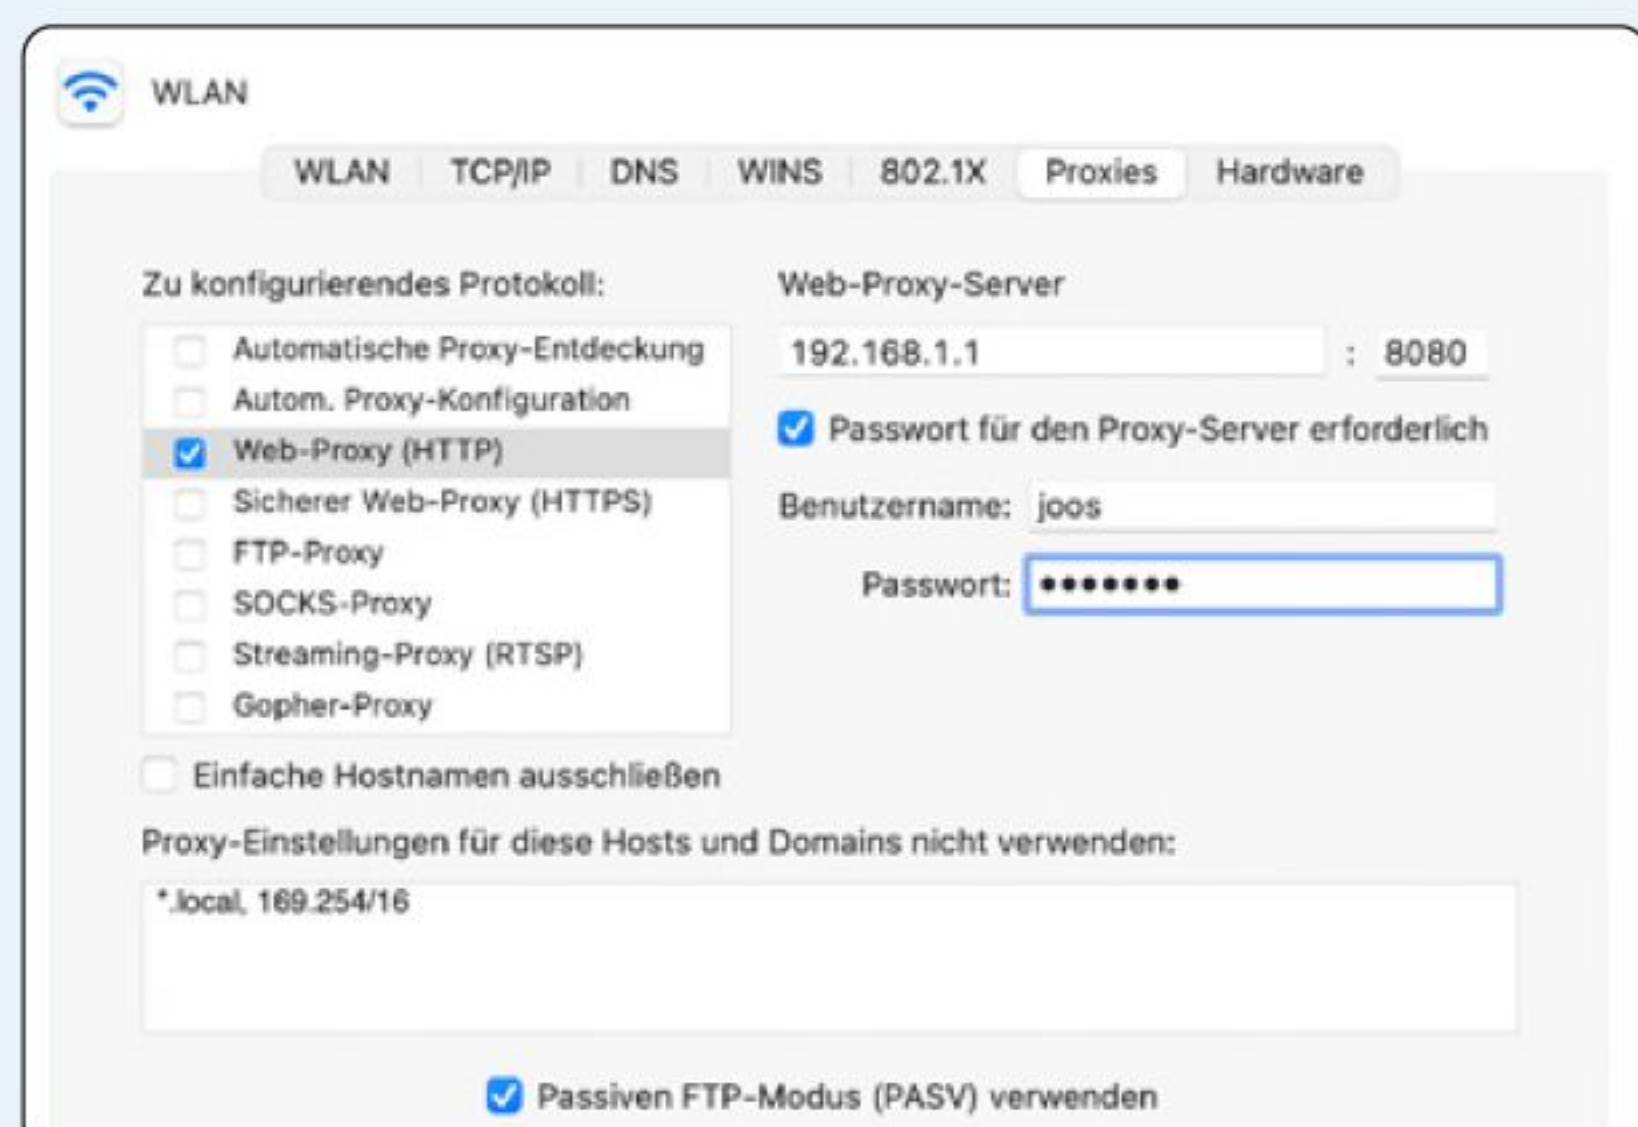 WLAN
WLAN TCP/IP DNS WINS 802.1X Proxies Hardware
Zu konfigurierendes Protokoll:
Automatische Proxy-Entdeckung
Autom. Proxy-Konfiguration
Web-Proxy (HTTP)
Sicherer Web-Proxy (HTTPS)
FTP-Proxy
SOCKS-Proxy
Streaming-Proxy (RTSP)
Gopher-Proxy
Web-Proxy-Server
192.168.1.1 : 8080
Passwort für den Proxy-Server erforderlich
Benutzername: joos
Passwort: •••••••
Einfache Hostnamen ausschließen
Proxy-Einstellungen für diese Hosts und Domains nicht verwenden:
*.local, 169.254/16
Passiven FTP-Modus (PASV) verwenden